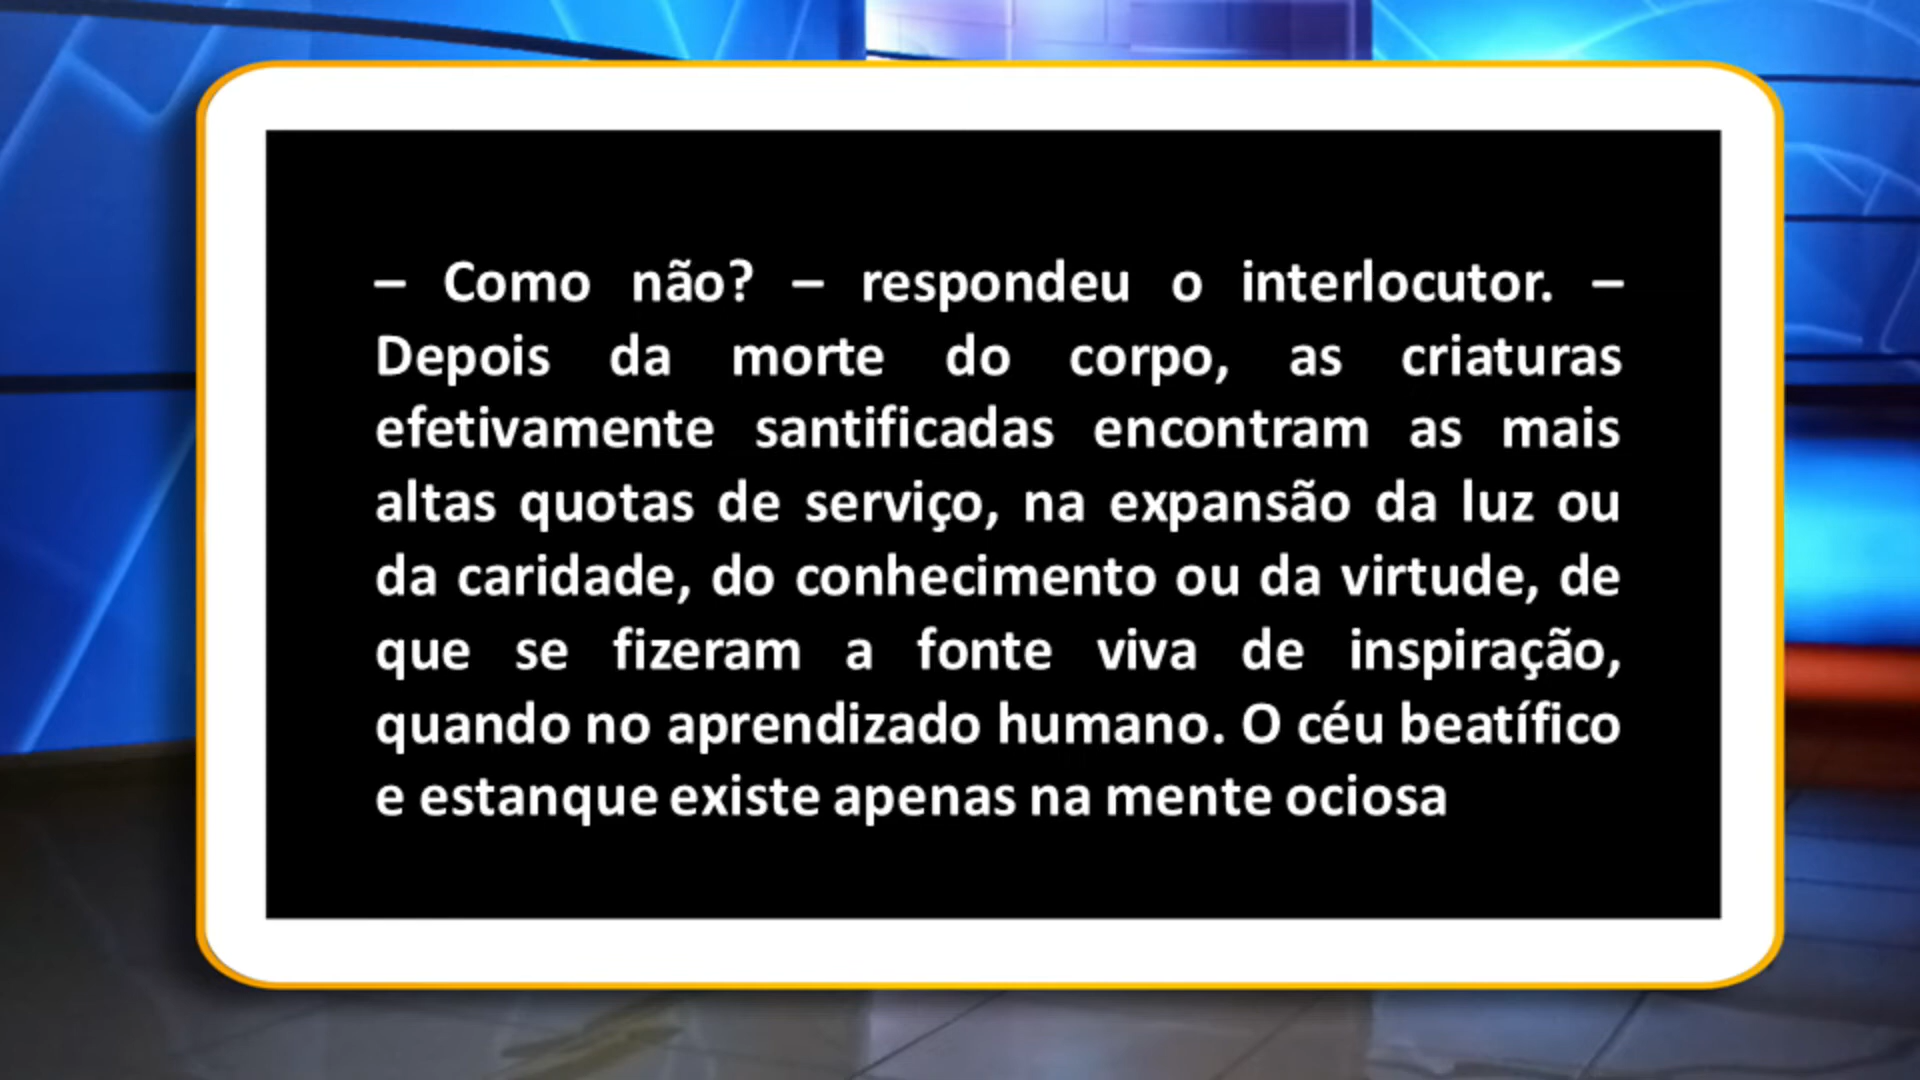 – Como não? – respondeu o interlocutor. –
Depois da morte do corpo, as criaturas
efetivamente santificadas encontram as mais
altas quotas de serviço, na expansão da luz ou
da caridade, do conhecimento ou da virtude, de
que se fizeram a fonte viva de inspiração,
quando no aprendizado humano. O céu beatífico
e estanque existe apenas na mente ociosa